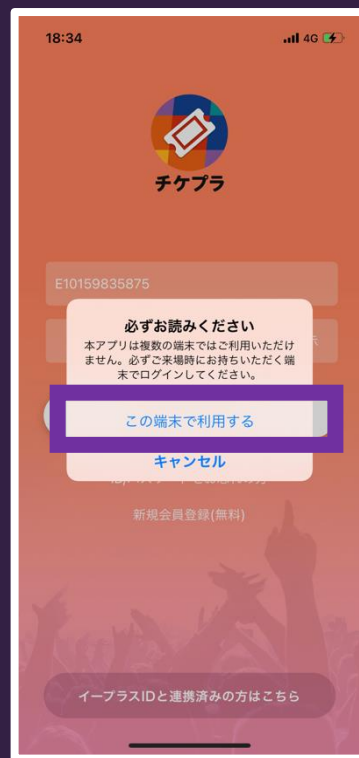 18:34
4G
チケプラ
E10159835875
必ずお読みください
本アプリは複数の端末ではご利用いただけ
ません。必ずご来場時にお持ちいただく端
末でログインしてください。
この端末で利用する
キャンセル
新規会員登録(無料)
イープラスIDと連携済みの方はこちら